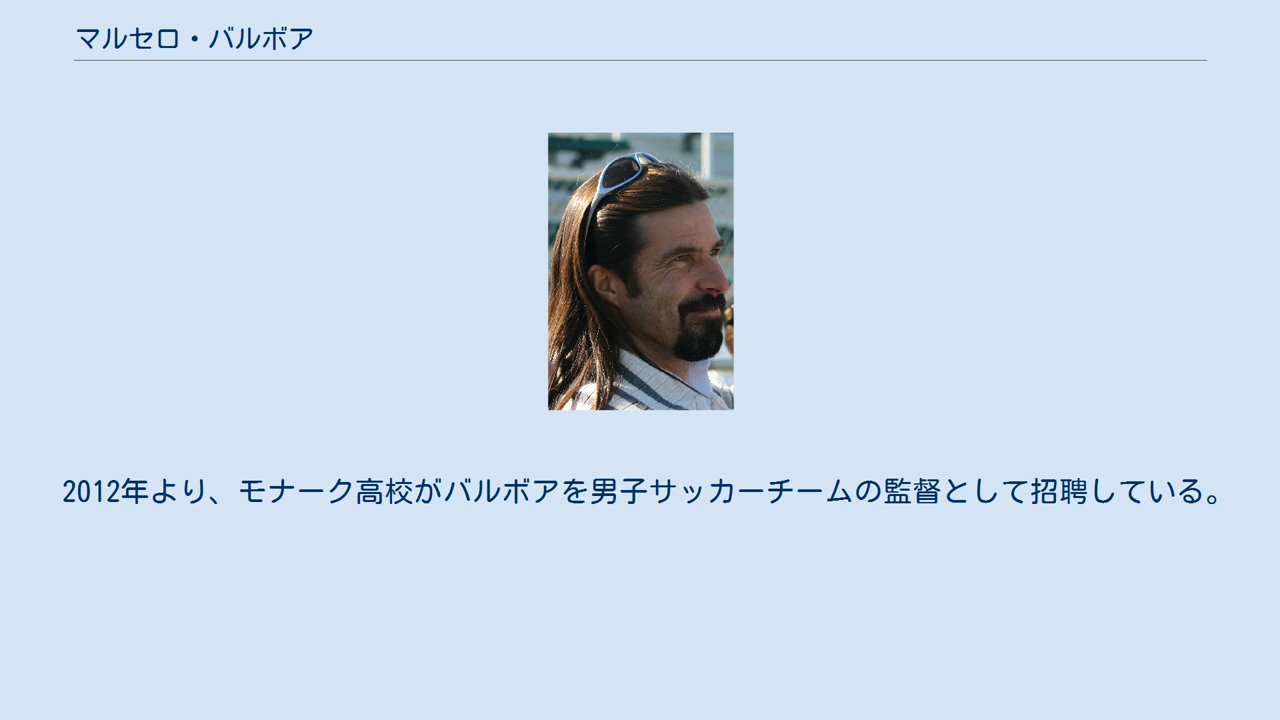 マルセロ・バルボア
2012年より、モナーク高校がバルボアを男子サッカーチームの監督として招聘している。